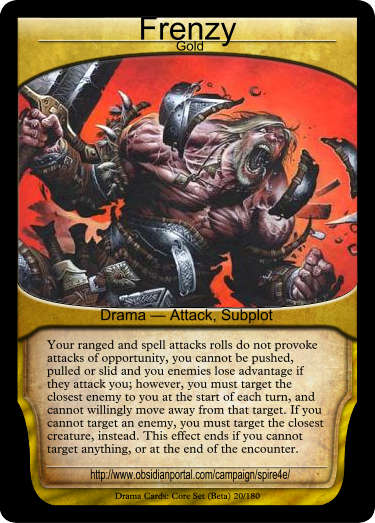 Frenzy
Gold
Drama — Attack, Subplot
Your ranged and spell attacks rolls do not provoke
attacks of opportunity, you cannot be pushed,
pulled or slid and you enemies lose advantage if
they attack you; however, you must target the
closest enemy to you at the start of each turn, and
cannot willingly move away from that target. If you
cannot target an enemy, you must target the closest
creature, instead. This effect ends if you cannot
target anything, or at the end of the encounter.
http://www.obsidianportal.com/campaign/spire4e/
Drama Cards: Core Set (Beta) 20/180